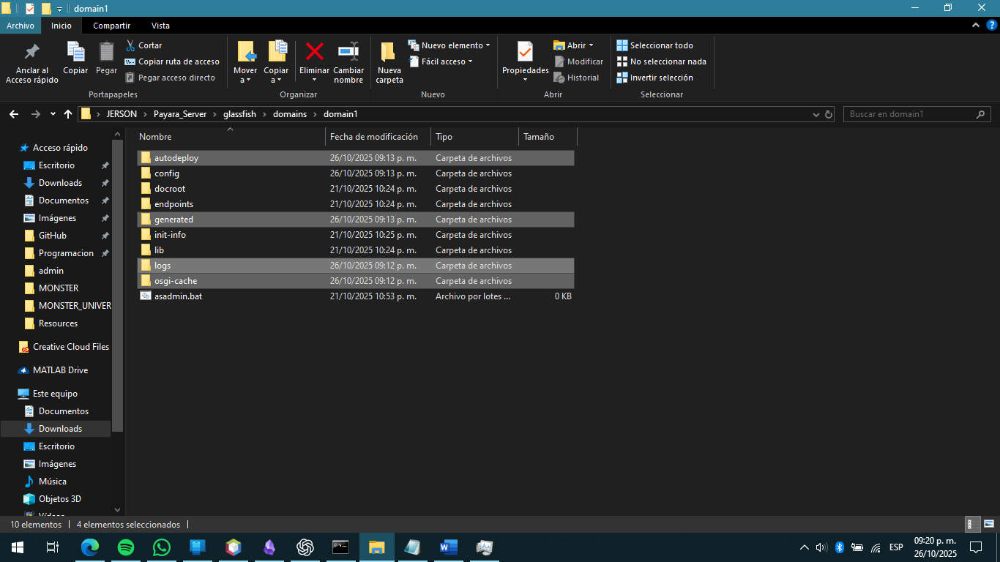 domain1
Archivo Inicio Compartir Vista
Anclar al Acceso rápido
Copiar
Pegar
Cortar
Copiar ruta de acceso
Pegar acceso directo
Portapapeles
Mover a
Copiar a
Eliminar
Cambiar nombre
Organizar
Nueva carpeta
Nuevo elemento
Fácil acceso
Nuevo
Propiedades
Abrir
Modificar
Historial
Abrir
Seleccionar todo
No seleccionar nada
Invertir selección
Seleccionar
JERSON > Payara_Server > glassfish > domains > domain1
Buscar en domain1
Acceso rápido
Escritorio
Downloads
Documentos
Imágenes
GitHub
Programacion
admin
MONSTER
MONSTER_UNIVER
Resources
Creative Cloud Files
MATLAB Drive
Este equipo
Documentos
Downloads
Escritorio
Imágenes
Música
Objetos 3D
Vídeos
Nombre Fecha de modificación Tipo Tamaño
autodeploy 26/10/2025 09:13 p. m. Carpeta de archivos
config 26/10/2025 09:13 p. m. Carpeta de archivos
docroot 21/10/2025 10:24 p. m. Carpeta de archivos
endpoints 21/10/2025 10:24 p. m. Carpeta de archivos
generated 26/10/2025 09:13 p. m. Carpeta de archivos
init-info 21/10/2025 10:25 p. m. Carpeta de archivos
lib 21/10/2025 10:24 p. m. Carpeta de archivos
logs 26/10/2025 09:12 p. m. Carpeta de archivos
osgi-cache 26/10/2025 09:12 p. m. Carpeta de archivos
asadmin.bat 21/10/2025 10:53 p. m. Archivo por lotes ... 0 KB
10 elementos 4 elementos seleccionados
ESP
09:20 p. m.
26/10/2025